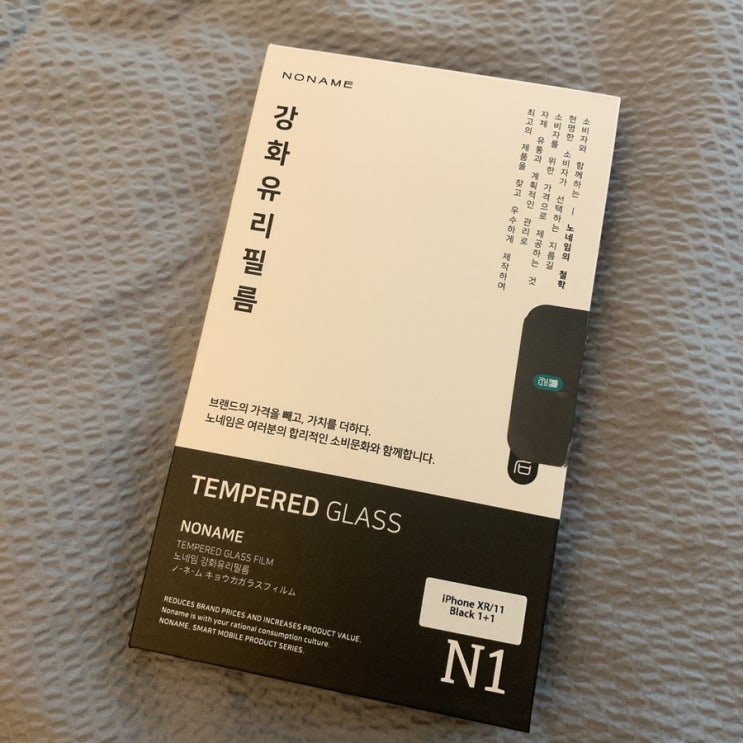 NONAME
강화유리필름
소비자와 함께하는 ㅡ 노네임의 철학
현명한 소비자가 선택하는 지름길
소비자를 위한 가격으로 제공하는 것
자체 유통과 계획적인 관리로
최고의 제품을 찾고 우수하게 제작하여
브랜드의 가격을 빼고, 가치를 더하다.
노네임은 여러분의 합리적인 소비문화와 함께합니다.
TEMPERED GLASS
NONAME
TEMPERED GLASS FILM
노네임 강화유리필름
ノ-ネ-ム キョウカガラスフィルム
REDUCES BRAND PRICES AND INCREASES PRODUCT VALUE.
Noname is with your rational consumption culture.
NONAME. SMART MOBILE PRODUCT SERIES.
iPhone XR/11
Black 1+1
N1